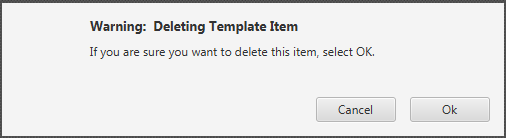 Warning:  Deleting Template Item
If you are sure you want to delete this item, select OK.
Cancel
Ok